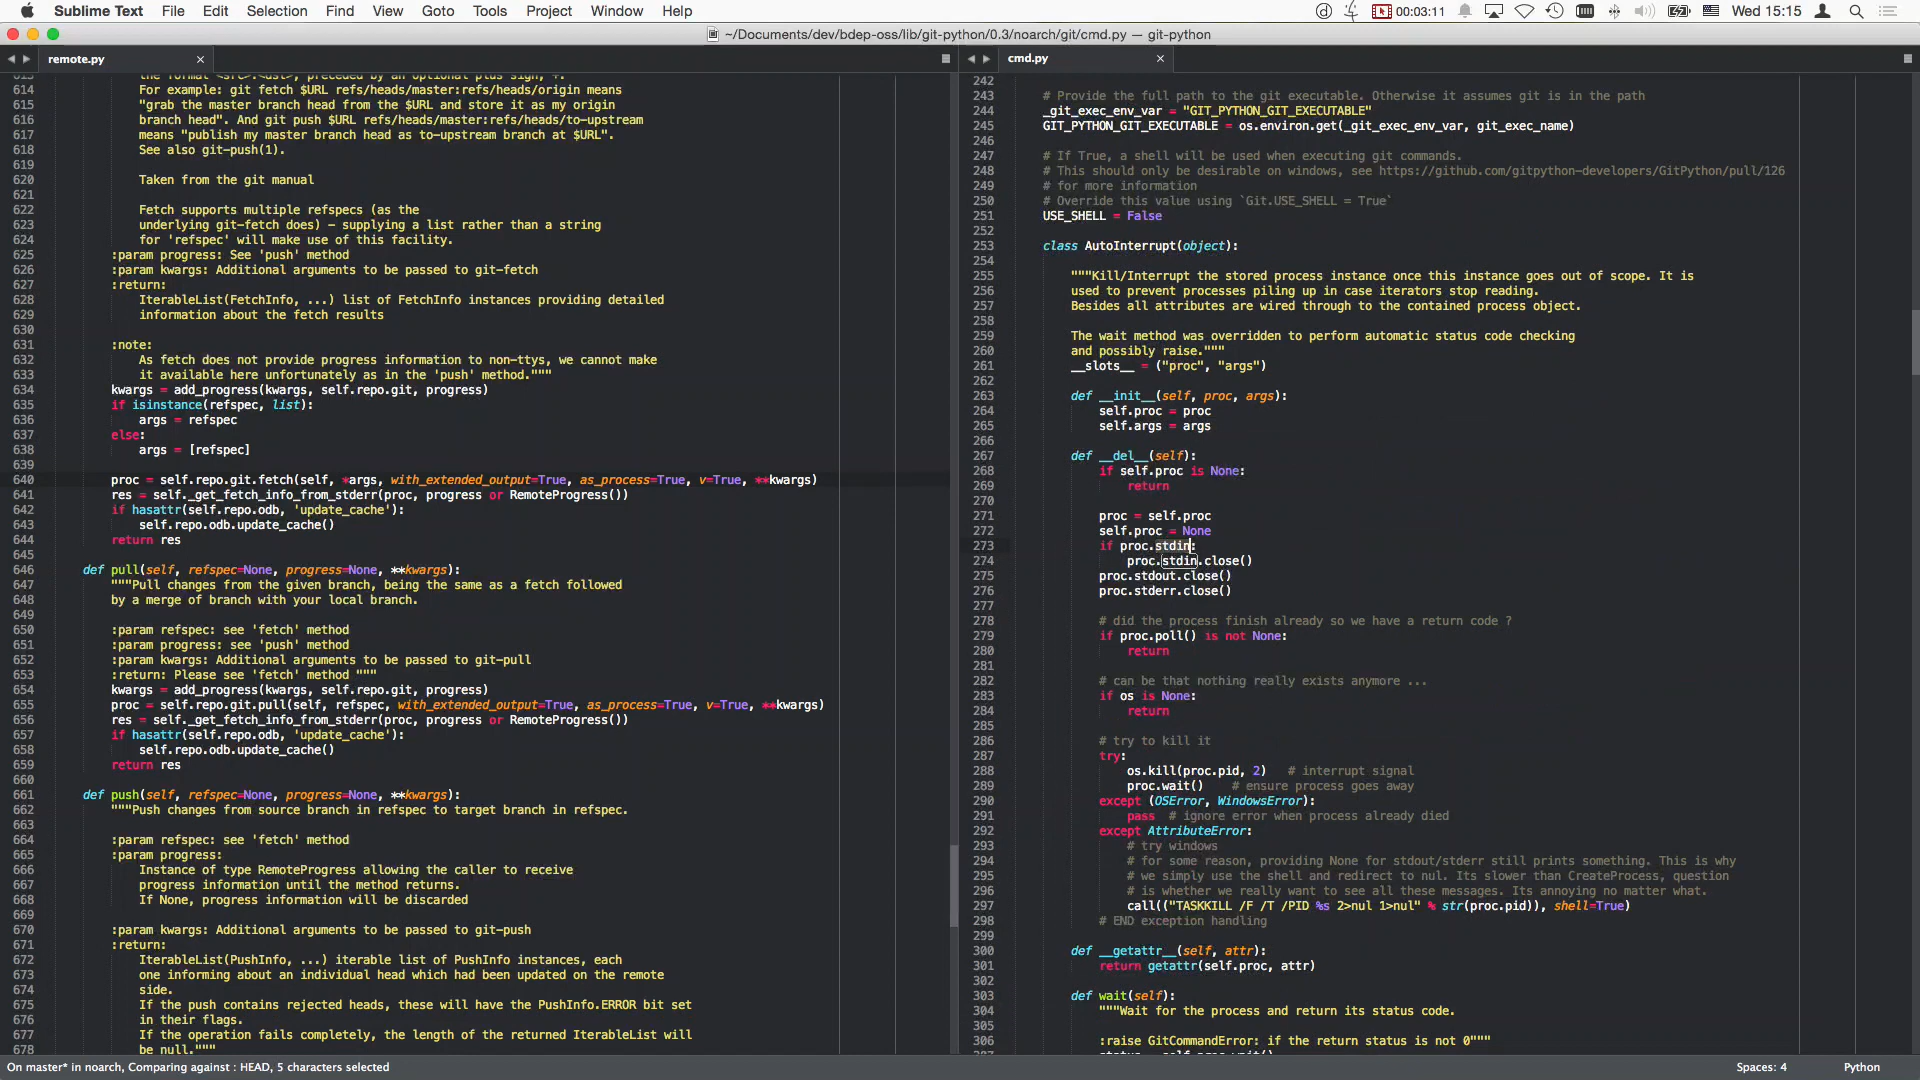 Sublime Text File Edit Selection Find View Goto Tools Project Window Help 00:03:11 Wed 15:15
~/Documents/dev/bdep-oss/lib/git-python/0.3/noarch/git/cmd.py — git-python
remote.py
613 the format <src>:<dst>, preceded by an optional plus sign, +.
614 For example: git fetch $URL refs/heads/master:refs/heads/origin means
615 "grab the master branch head from the $URL and store it as my origin
616 branch head". And git push $URL refs/heads/master:refs/heads/to-upstream
617 means "publish my master branch head as to-upstream branch at $URL".
618 See also git-push(1).
619
620 Taken from the git manual
621
622 Fetch supports multiple refspecs (as the
623 underlying git-fetch does) - supplying a list rather than a string
624 for 'refspec' will make use of this facility.
625 :param progress: See 'push' method
626 :param kwargs: Additional arguments to be passed to git-fetch
627 :return:
628 IterableList(FetchInfo, ...) list of FetchInfo instances providing detailed
629 information about the fetch results
630
631 :note:
632 As fetch does not provide progress information to non-ttys, we cannot make
633 it available here unfortunately as in the 'push' method."""
634 kwargs = add_progress(kwargs, self.repo.git, progress)
635 if isinstance(refspec, list):
636 args = refspec
637 else:
638 args = [refspec]
639
640 proc = self.repo.git.fetch(self, *args, with_extended_output=True, as_process=True, v=True, **kwargs)
641 res = self._get_fetch_info_from_stderr(proc, progress or RemoteProgress())
642 if hasattr(self.repo.odb, 'update_cache'):
643 self.repo.odb.update_cache()
644 return res
645
646 def pull(self, refspec=None, progress=None, **kwargs):
647 """Pull changes from the given branch, being the same as a fetch followed
648 by a merge of branch with your local branch.
649
650 :param refspec: see 'fetch' method
651 :param progress: see 'push' method
652 :param kwargs: Additional arguments to be passed to git-pull
653 :return: Please see 'fetch' method """
654 kwargs = add_progress(kwargs, self.repo.git, progress)
655 proc = self.repo.git.pull(self, refspec, with_extended_output=True, as_process=True, v=True, **kwargs)
656 res = self._get_fetch_info_from_stderr(proc, progress or RemoteProgress())
657 if hasattr(self.repo.odb, 'update_cache'):
658 self.repo.odb.update_cache()
659 return res
660
661 def push(self, refspec=None, progress=None, **kwargs):
662 """Push changes from source branch in refspec to target branch in refspec.
663
664 :param refspec: see 'fetch' method
665 :param progress:
666 Instance of type RemoteProgress allowing the caller to receive
667 progress information until the method returns.
668 If None, progress information will be discarded
669
670 :param kwargs: Additional arguments to be passed to git-push
671 :return:
672 IterableList(PushInfo, ...) iterable list of PushInfo instances, each
673 one informing about an individual head which had been updated on the remote
674 side.
675 If the push contains rejected heads, these will have the PushInfo.ERROR bit set
676 in their flags.
677 If the operation fails completely, the length of the returned IterableList will
678 be null."""
cmd.py
242
243 # Provide the full path to the git executable. Otherwise it assumes git is in the path
244 _git_exec_env_var = "GIT_PYTHON_GIT_EXECUTABLE"
245 GIT_PYTHON_GIT_EXECUTABLE = os.environ.get(_git_exec_env_var, git_exec_name)
246
247 # If True, a shell will be used when executing git commands.
248 # This should only be desirable on windows, see https://github.com/gitpython-developers/GitPython/pull/126
249 # for more information
250 # Override this value using `Git.USE_SHELL = True`
251 USE_SHELL = False
252
253 class AutoInterrupt(object):
254
255 """Kill/Interrupt the stored process instance once this instance goes out of scope. It is
256 used to prevent processes piling up in case iterators stop reading.
257 Besides all attributes are wired through to the contained process object.
258
259 The wait method was overridden to perform automatic status code checking
260 and possibly raise."""
261 __slots__ = ("proc", "args")
262
263 def __init__(self, proc, args):
264 self.proc = proc
265 self.args = args
266
267 def __del__(self):
268 if self.proc is None:
269 return
270
271 proc = self.proc
272 self.proc = None
273 if proc.stdin:
274 proc.stdin.close()
275 proc.stdout.close()
276 proc.stderr.close()
277
278 # did the process finish already so we have a return code ?
279 if proc.poll() is not None:
280 return
281
282 # can be that nothing really exists anymore ...
283 if os is None:
284 return
285
286 # try to kill it
287 try:
288 os.kill(proc.pid, 2) # interrupt signal
289 proc.wait() # ensure process goes away
290 except (OSError, WindowsError):
291 pass # ignore error when process already died
292 except AttributeError:
293 # try windows
294 # for some reason, providing None for stdout/stderr still prints something. This is why
295 # we simply use the shell and redirect to nul. Its slower than CreateProcess, question
296 # is whether we really want to see all these messages. Its annoying no matter what.
297 call(("TASKKILL /F /T /PID %s 2>nul 1>nul" % str(proc.pid)), shell=True)
298 # END exception handling
299
300 def __getattr__(self, attr):
301 return getattr(self.proc, attr)
302
303 def wait(self):
304 """Wait for the process and return its status code.
305
306 :raise GitCommandError: if the return status is not 0"""
307 status = self.proc.wait()
On master* in noarch, Comparing against : HEAD, 5 characters selected Spaces: 4 Python